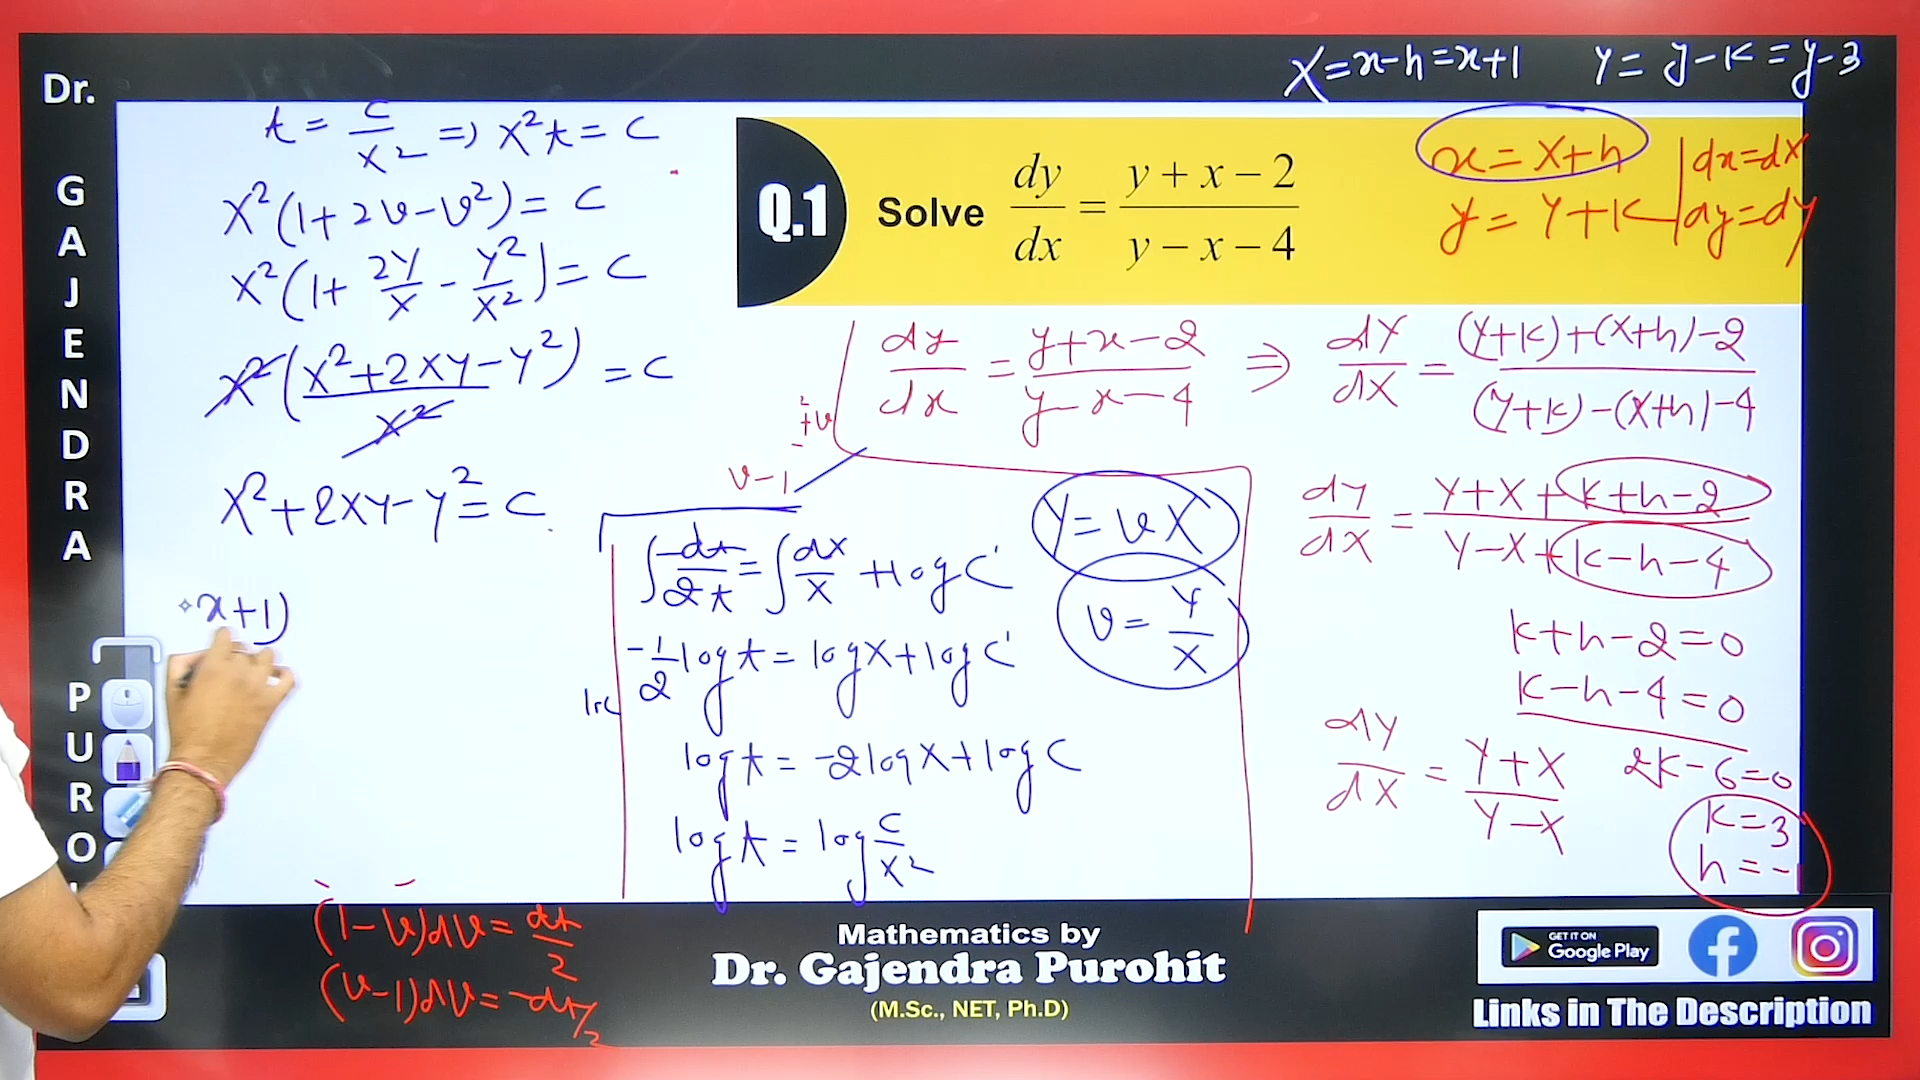 X=x-h=x+1 Y=y-k=y-3
Dr.
GAJENDRA
PURO
t = c/X² => X²t = c
X²(1+2v-v²) = c
X²(1+ 2Y/X - Y²/X²) = c
X²(X²+2XY-Y²)/X² = c
X²+2XY-Y² = c
x+1)
Q.1 Solve dy/dx = (y + x − 2)/(y − x − 4)
x = X+h | dx=dX
y = Y+K | dy=dy
dy/dx = (y+x-2)/(y-x-4) ⇒ dY/dX = ((Y+k)+(X+h)-2)/((Y+k)-(X+h)-4)
dY/dX = (Y+X+k+h-2)/(Y-X+k-h-4)
k+h-2=0
k-h-4=0
2k-6=0
k=3
h=-1
dY/dX = (Y+X)/(Y-X)
v-1
Y=vX
v = Y/X
∫-dt/2t = ∫dX/X + log C'
-1/2 log t = log X + log C'
log t = -2 log X + log C
log t = log c/X²
(1-v)dv = dt/2
(v-1)dv = -dt/2
Mathematics by
Dr. Gajendra Purohit
(M.Sc., NET, Ph.D)
GET IT ON
Google Play
Links in The Description